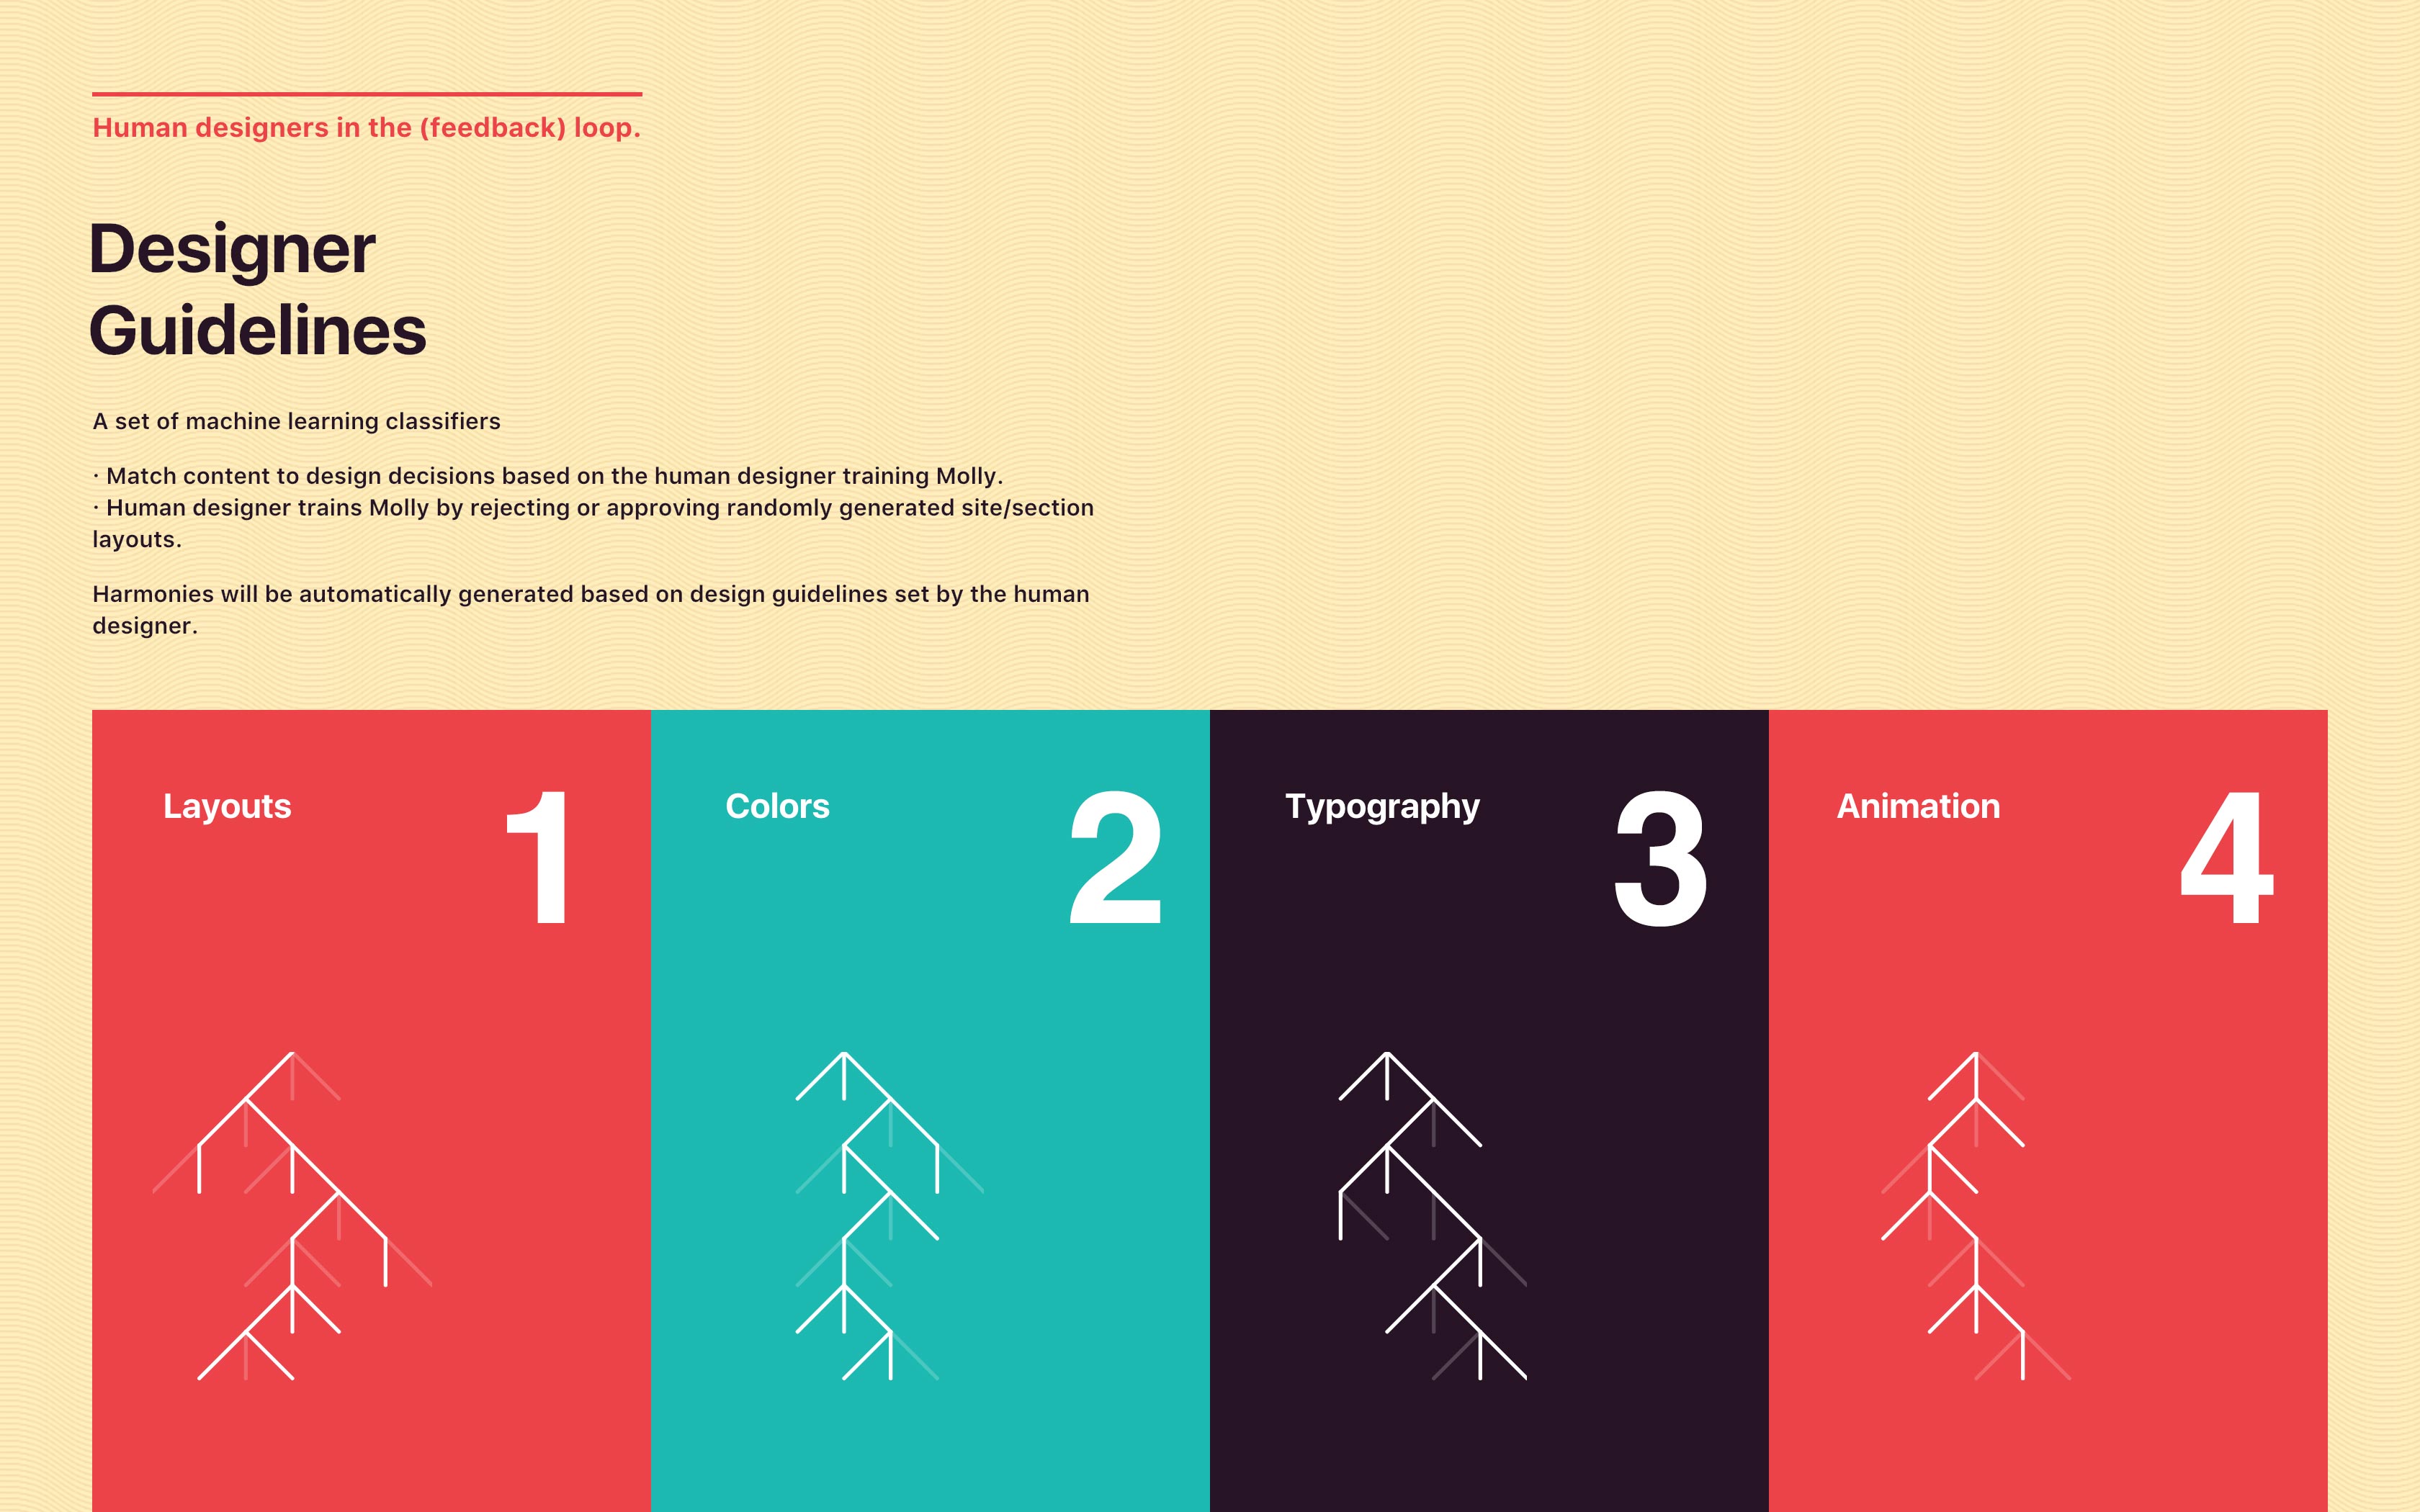 Human designers in the (feedback) loop.
Designer
Guidelines
A set of machine learning classifiers
· Match content to design decisions based on the human designer training Molly.
· Human designer trains Molly by rejecting or approving randomly generated site/section
layouts.
Harmonies will be automatically generated based on design guidelines set by the human
designer.
Layouts 1
Colors 2
Typography 3
Animation 4